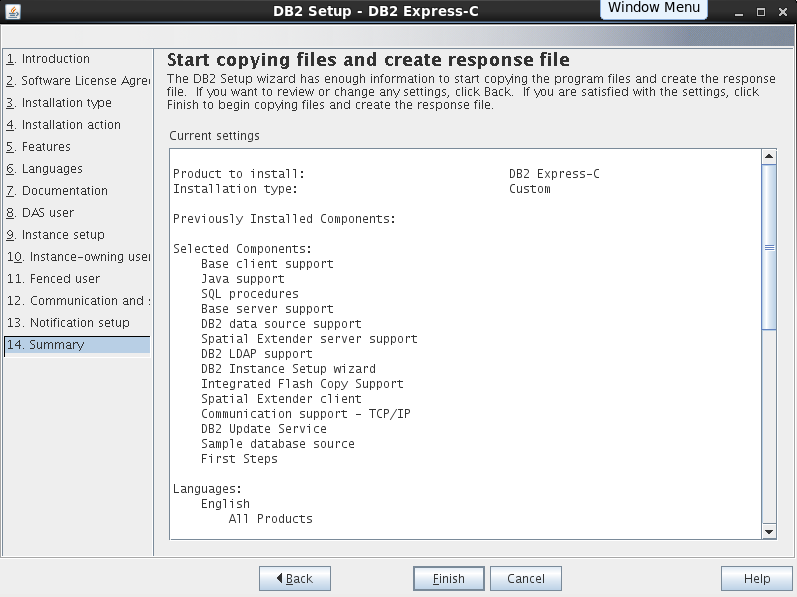 DB2 Setup - DB2 Express-C
Window Menu
1. Introduction
2. Software License Agre
3. Installation type
4. Installation action
5. Features
6. Languages
7. Documentation
8. DAS user
9. Instance setup
10. Instance-owning user
11. Fenced user
12. Communication and
13. Notification setup
14. Summary
Start copying files and create response file
The DB2 Setup wizard has enough information to start copying the program files and create the response
file. If you want to review or change any settings, click Back. If you are satisfied with the settings, click
Finish to begin copying files and create the response file.
Current settings
Product to install: DB2 Express-C
Installation type: Custom
Previously Installed Components:
Selected Components:
Base client support
Java support
SQL procedures
Base server support
DB2 data source support
Spatial Extender server support
DB2 LDAP support
DB2 Instance Setup wizard
Integrated Flash Copy Support
Spatial Extender client
Communication support - TCP/IP
DB2 Update Service
Sample database source
First Steps
Languages:
English
All Products
Back
Finish
Cancel
Help